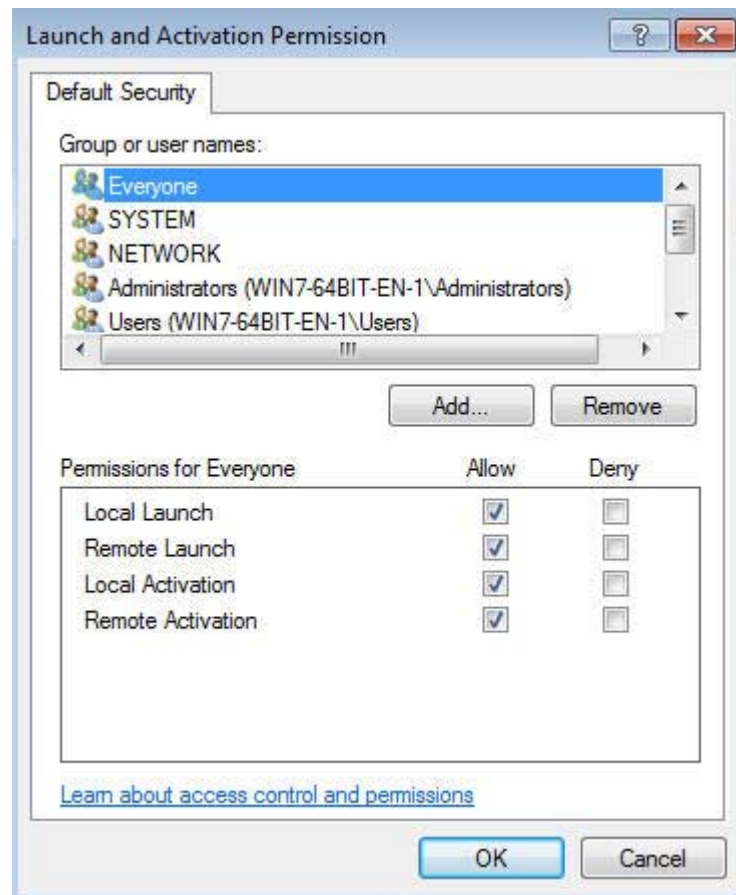 Launch and Activation Permission
Default Security
Group or user names:
Everyone
SYSTEM
NETWORK
Administrators (WIN7-64BIT-EN-1\Administrators)
Users (WIN7-64BIT-EN-1\Users)
Add... Remove
Permissions for Everyone Allow Deny
Local Launch
Remote Launch
Local Activation
Remote Activation
Learn about access control and permissions
OK Cancel